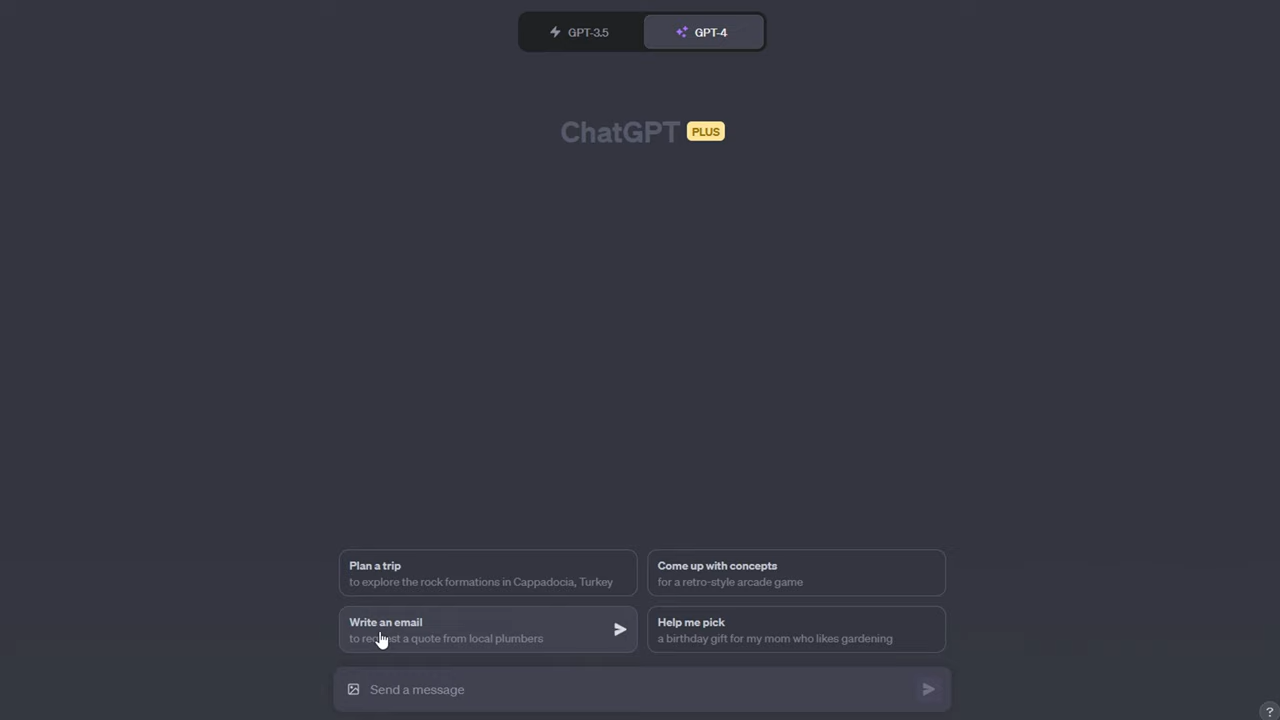 GPT-3.5
GPT-4
ChatGPT PLUS
Plan a trip
to explore the rock formations in Cappadocia, Turkey
Come up with concepts
for a retro-style arcade game
Write an email
to request a quote from local plumbers
Help me pick
a birthday gift for my mom who likes gardening
Send a message
?